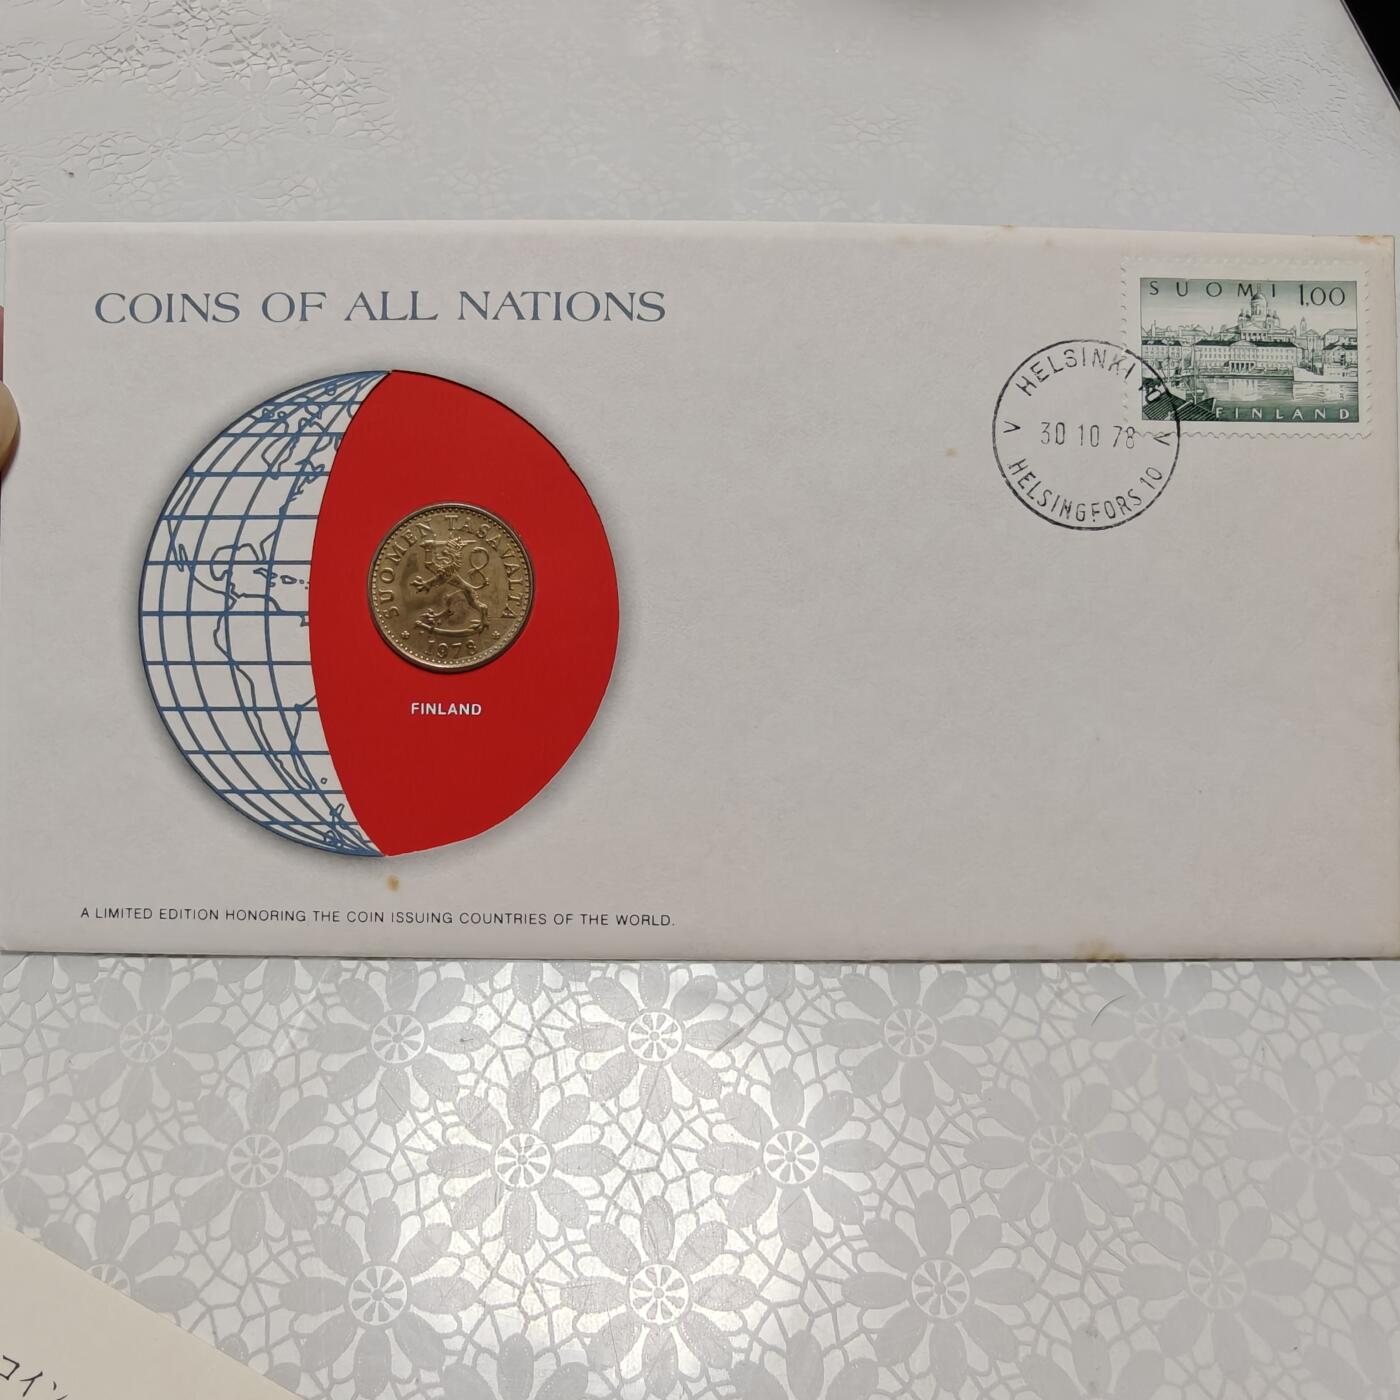 COINS OF ALL NATIONS
SUOMI 1,00
FINLAND
HELSINKI 10
30 10 78
HELSINGFORS 10
SUOMEN TASAVALTA
1978
FINLAND
A LIMITED EDITION HONORING THE COIN ISSUING COUNTRIES OF THE WORLD.
コイン